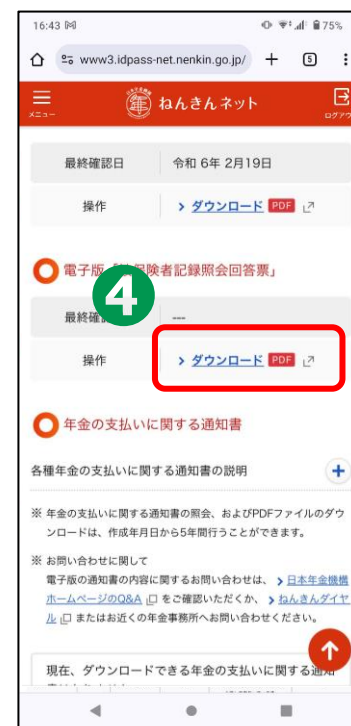 16:43 75%
www3.idpass-net.nenkin.go.jp/ 5
メニュー ねんきんネット ログアウ
最終確認日 令和 6年 2月19日
操作 ダウンロード PDF
電子版 険者記録照会回答票」
4
最終確 ---
操作 ダウンロード PDF
年金の支払いに関する通知書
各種年金の支払いに関する通知書の説明
※ 年金の支払いに関する通知書の照会、およびPDFファイルのダウ
ンロードは、作成年月日から5年間行うことができます。
※ お問い合わせに関して
電子版の通知書の内容に関するお問い合わせは、 日本年金機構
ホームページのQ&A をご確認いただくか、 ねんきんダイヤ
ル またはお近くの年金事務所へお問い合わせください。
現在、ダウンロードできる年金の支払いに関する通知